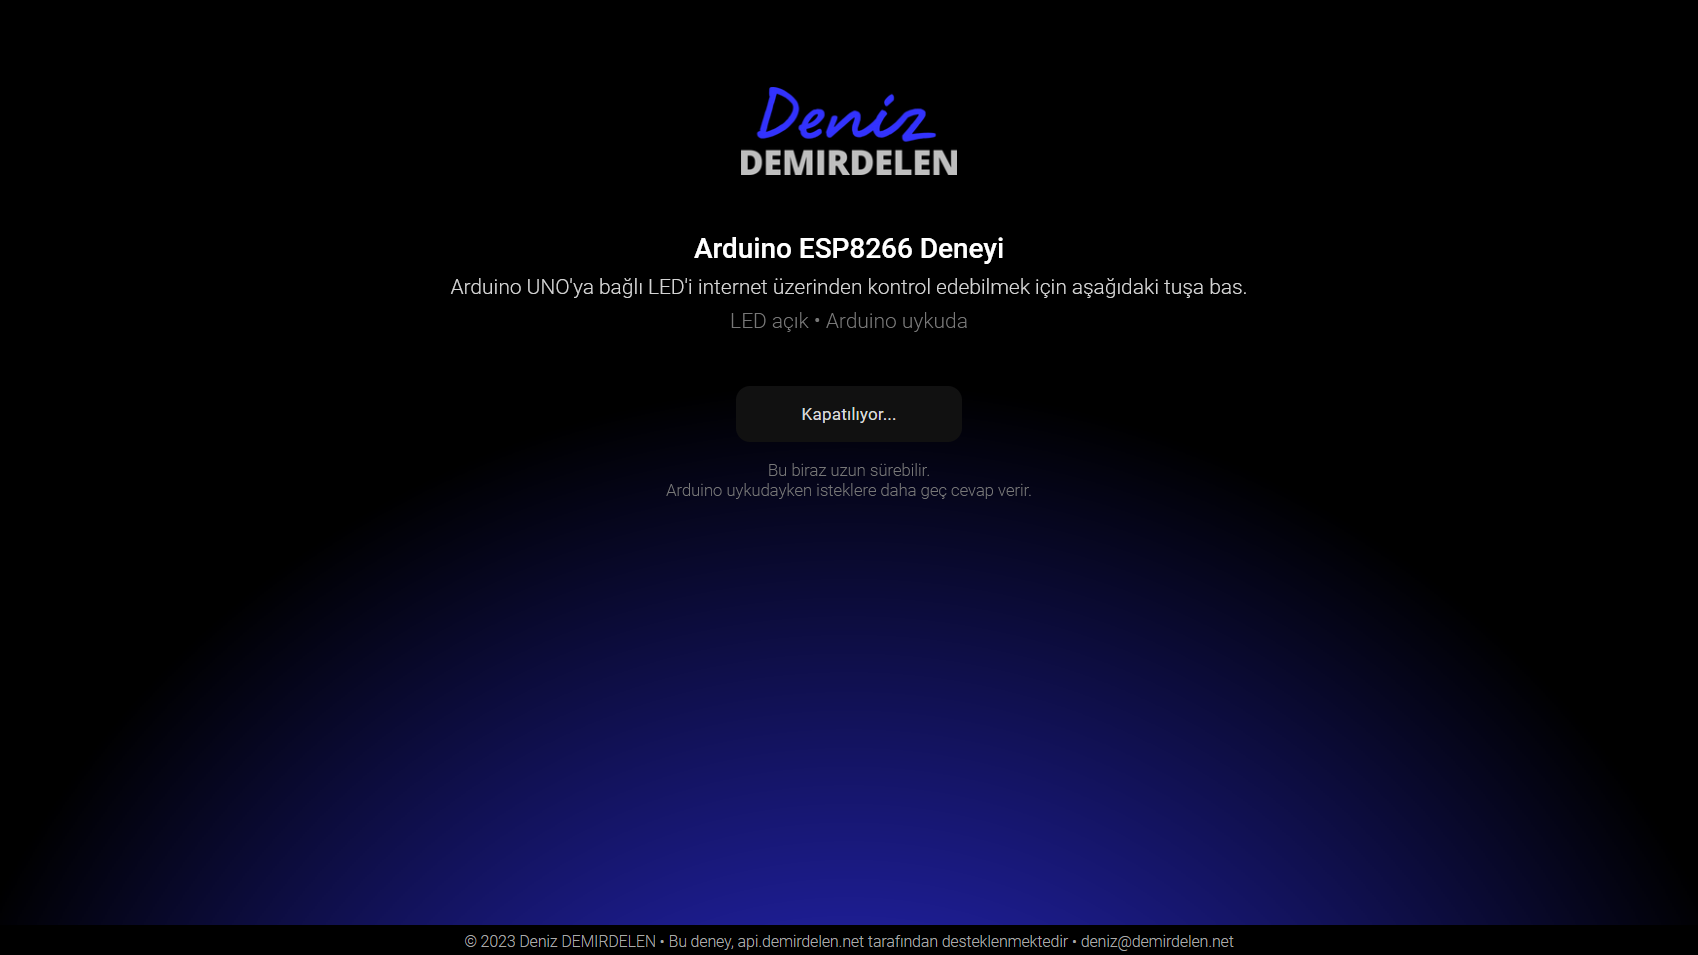 Deniz
DEMIRDELEN
Arduino ESP8266 Deneyi
Arduino UNO'ya bağlı LED'i internet üzerinden kontrol edebilmek için aşağıdaki tuşa bas.
LED açık • Arduino uykuda
Kapatılıyor...
Bu biraz uzun sürebilir.
Arduino uykudayken isteklere daha geç cevap verir.
© 2023 Deniz DEMIRDELEN • Bu deney, api.demirdelen.net tarafından desteklenmektedir • deniz@demirdelen.net